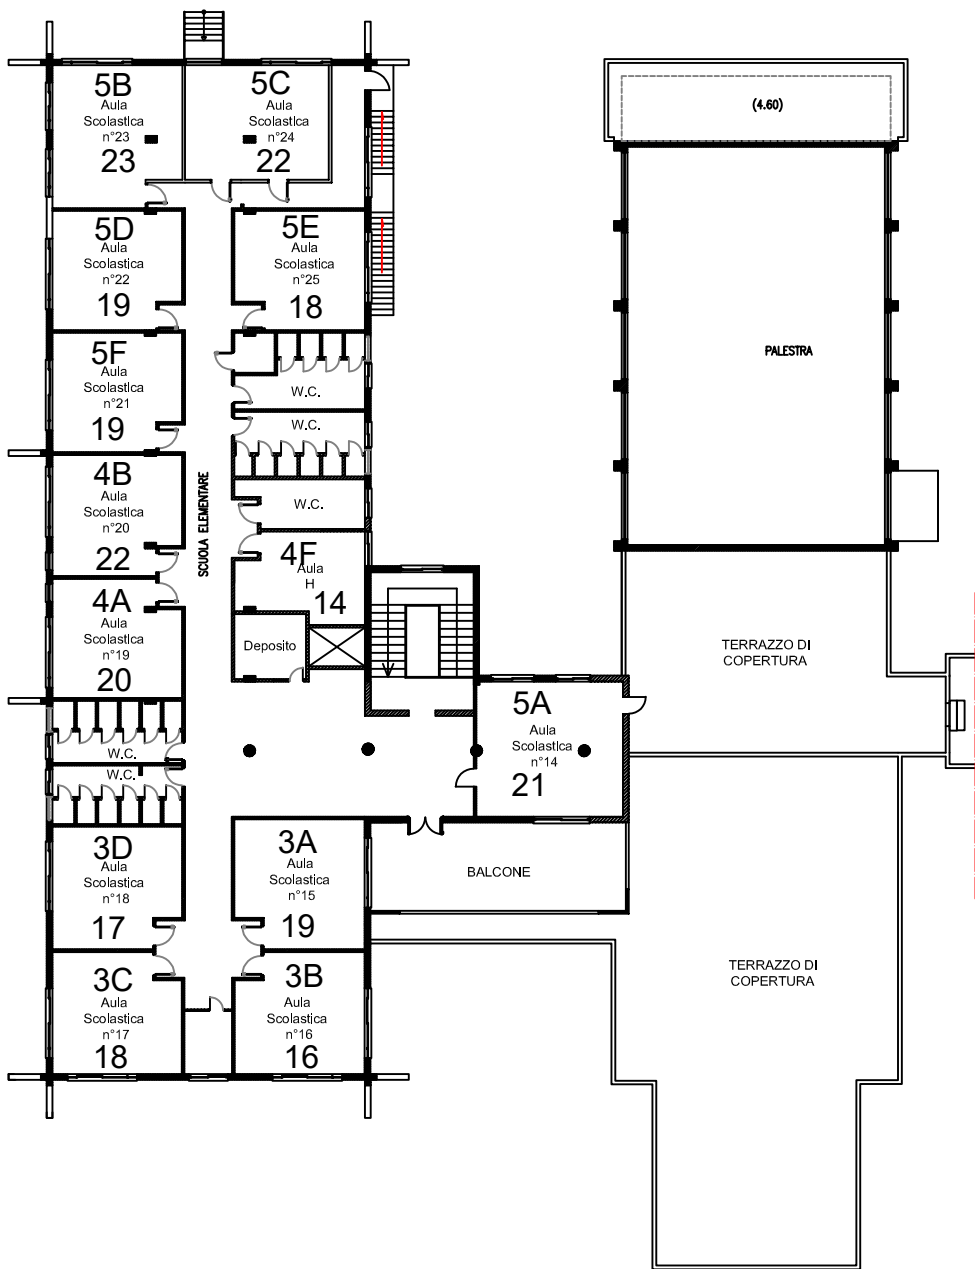 5B
Aula
Scolastica
n°23
23
5C
Aula
Scolastica
n°24
22
(4.60)
5D
Aula
Scolastica
n°22
19
5E
Aula
Scolastica
n°25
18
5F
Aula
Scolastica
n°21
19
W.C.
W.C.
PALESTRA
4B
Aula
Scolastica
n°20
22
SCUOLA ELEMENTARE
W.C.
4F
Aula
H
14
4A
Aula
Scolastica
n°19
20
Deposito
TERRAZZO DI
COPERTURA
5A
Aula
Scolastica
n°14
21
W.C.
W.C.
3D
Aula
Scolastica
n°18
17
3A
Aula
Scolastica
n°15
19
BALCONE
3C
Aula
Scolastica
n°17
18
3B
Aula
Scolastica
n°16
16
TERRAZZO DI
COPERTURA